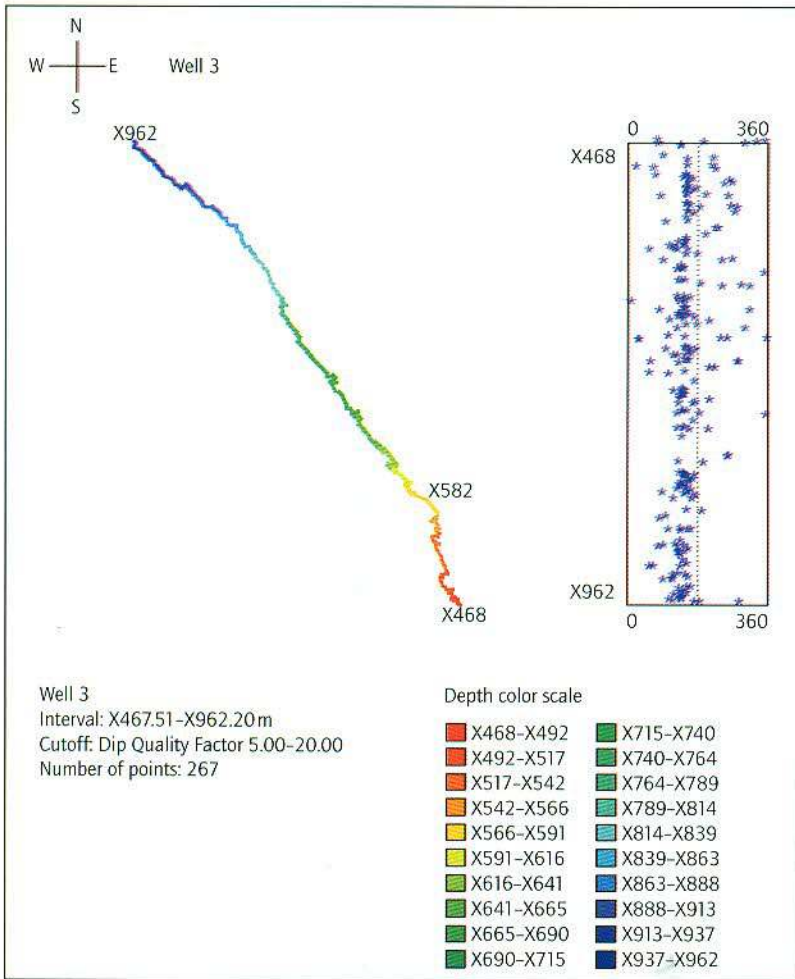 N
W E Well 3
S
X962
0 360
X468
X582
X468
X962
0 360
Well 3
Interval: X467.51–X962.20 m
Cutoff: Dip Quality Factor 5.00–20.00
Number of points: 267
Depth color scale
X468–X492 X715–X740
X492–X517 X740–X764
X517–X542 X764–X789
X542–X566 X789–X814
X566–X591 X814–X839
X591–X616 X839–X863
X616–X641 X863–X888
X641–X665 X888–X913
X665–X690 X913–X937
X690–X715 X937–X962